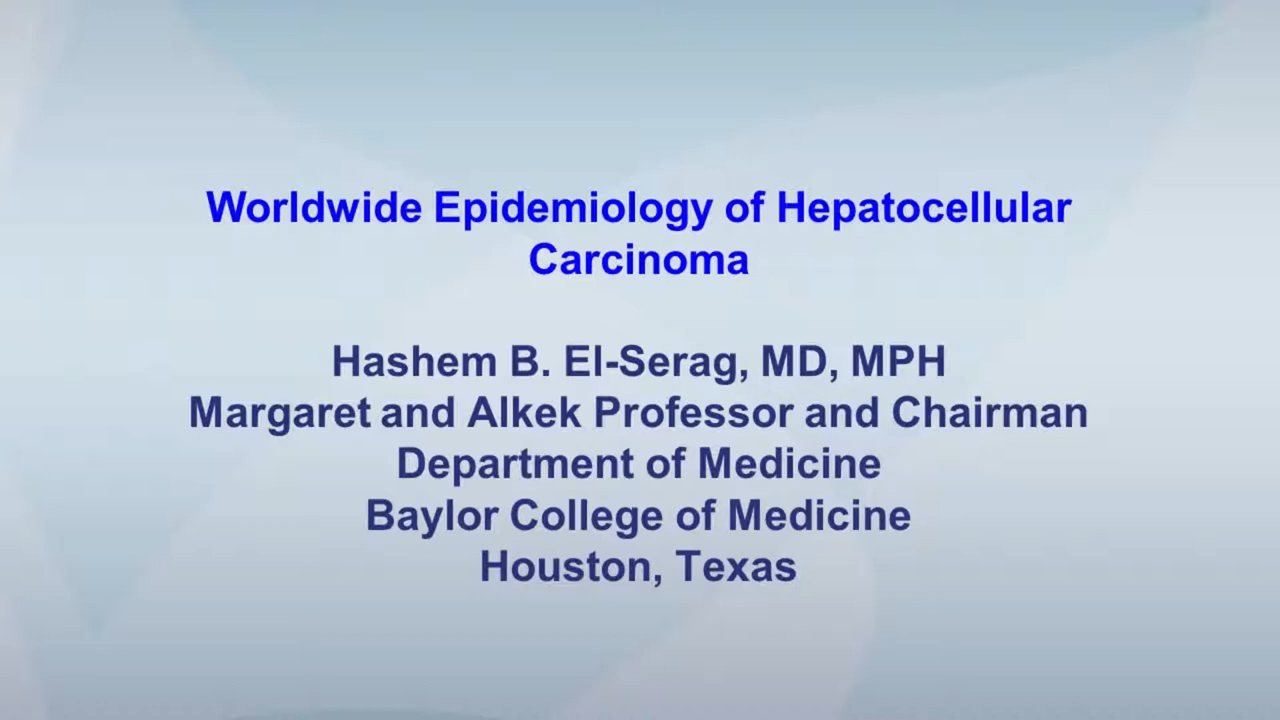 Worldwide Epidemiology of Hepatocellular
Carcinoma
Hashem B. El-Serag, MD, MPH
Margaret and Alkek Professor and Chairman
Department of Medicine
Baylor College of Medicine
Houston, Texas